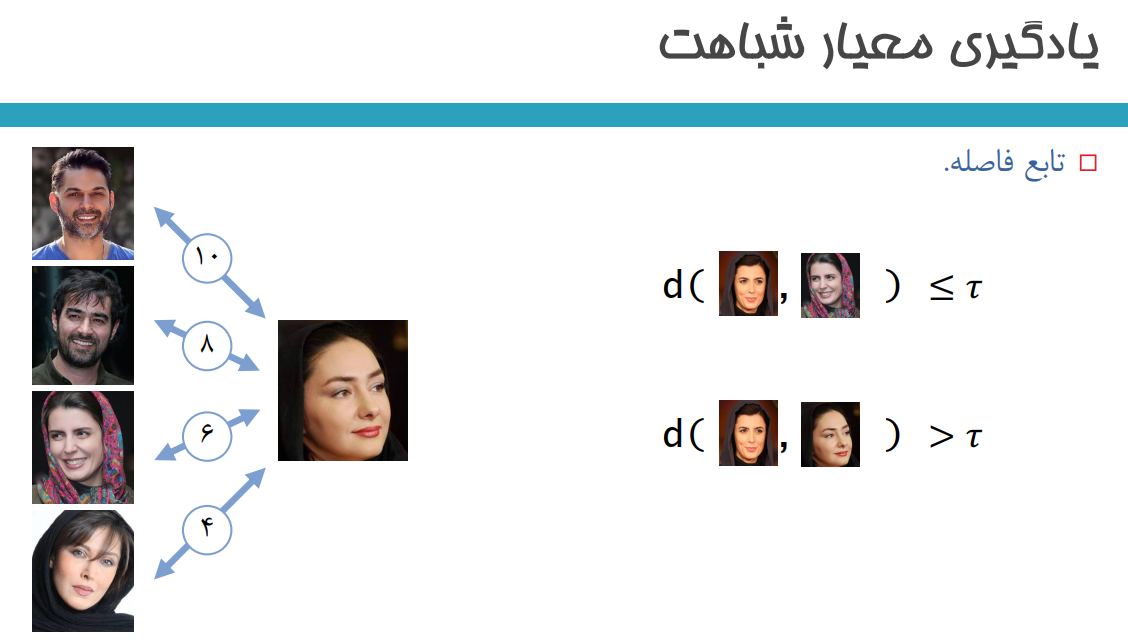 یادگیری معیار شباهت
تابع فاصله.
۱۰
۸
۶
۴
d( , ) ≤ τ
d( , ) > τ